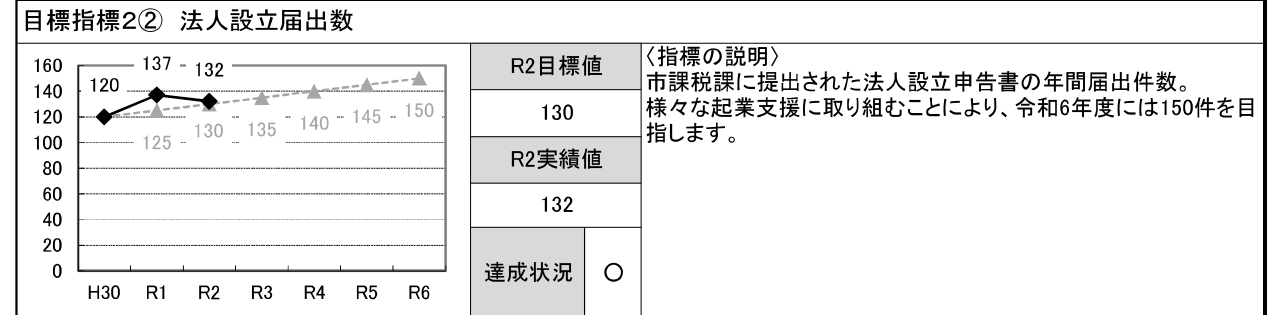 目標指標2② 法人設立届出数
160
140
120
100
80
60
40
20
0
120
137
132
125
130
135
140
145
150
H30 R1 R2 R3 R4 R5 R6
R2目標値
130
R2実績値
132
達成状況 ○
〈指標の説明〉
市課税課に提出された法人設立申告書の年間届出件数。
様々な起業支援に取り組むことにより、令和6年度には150件を目
指します。